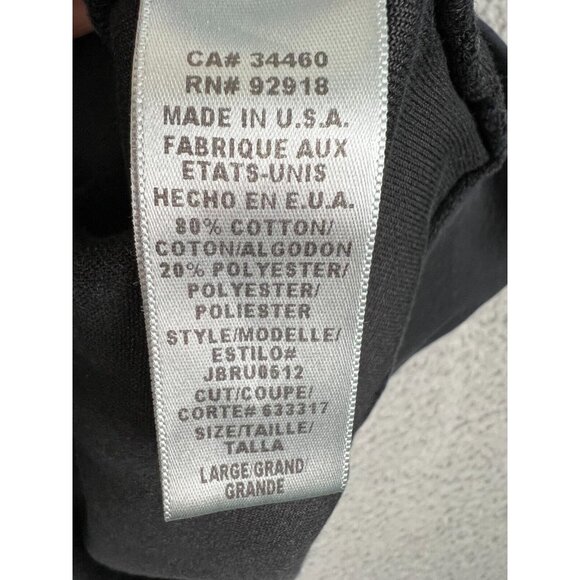 CA# 34460
RN# 92918
MADE IN U.S.A.
FABRIQUE AUX
ETATS-UNIS
HECHO EN E.U.A.
80% COTTON/
COTON/ALGODON
20% POLYESTER/
POLYESTER/
POLIESTER
STYLE/MODELLE/
ESTILO#
JBRU0612
CUT/COUPE/
CORTE# 633317
SIZE/TAILLE/
TALLA
LARGE/GRAND
GRANDE